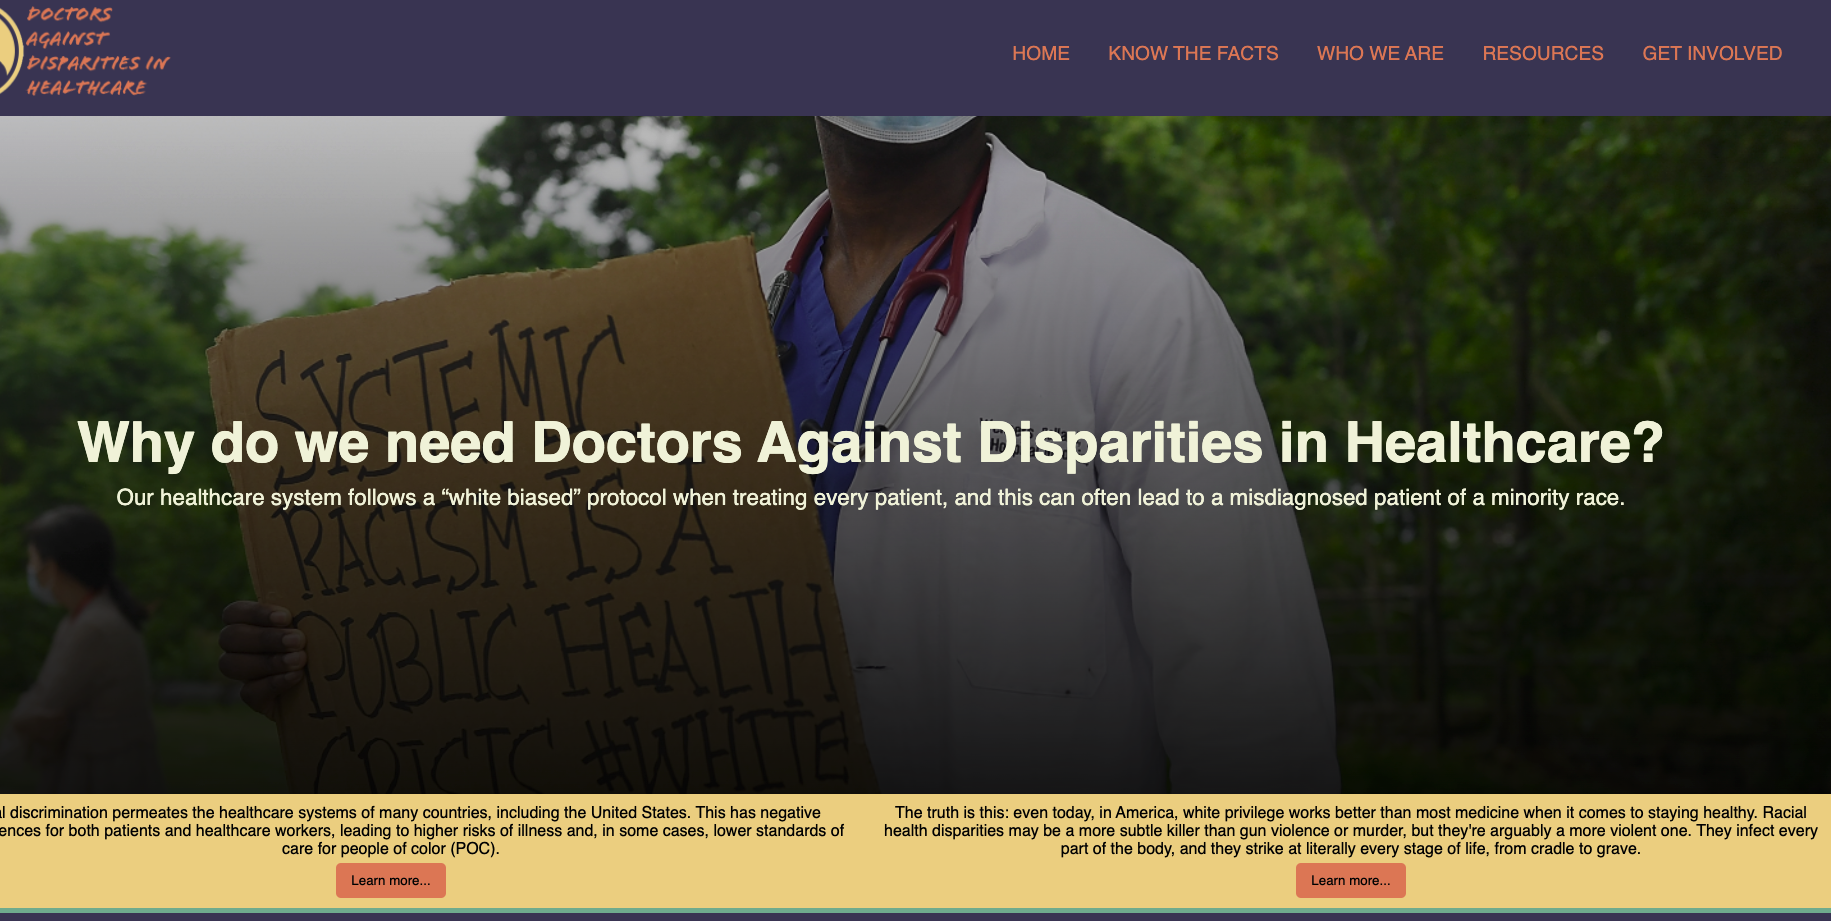 DOCTORS
AGAINST
DISPARITIES IN
HEALTHCARE
HOME KNOW THE FACTS WHO WE ARE RESOURCES GET INVOLVED
SYSTEMIC
Why do we need Doctors Against Disparities in Healthcare?
Our healthcare system follows a “white biased” protocol when treating every patient, and this can often lead to a misdiagnosed patient of a minority race.
RACISM IS A
PUBLIC HEALTH
CRISIS #WHITE
discrimination permeates the healthcare systems of many countries, including the United States. This has negative
for both patients and healthcare workers, leading to higher risks of illness and, in some cases, lower standards of
care for people of color (POC).
Learn more...
The truth is this: even today, in America, white privilege works better than most medicine when it comes to staying healthy. Racial
health disparities may be a more subtle killer than gun violence or murder, but they're arguably a more violent one. They infect every
part of the body, and they strike at literally every stage of life, from cradle to grave.
Learn more...